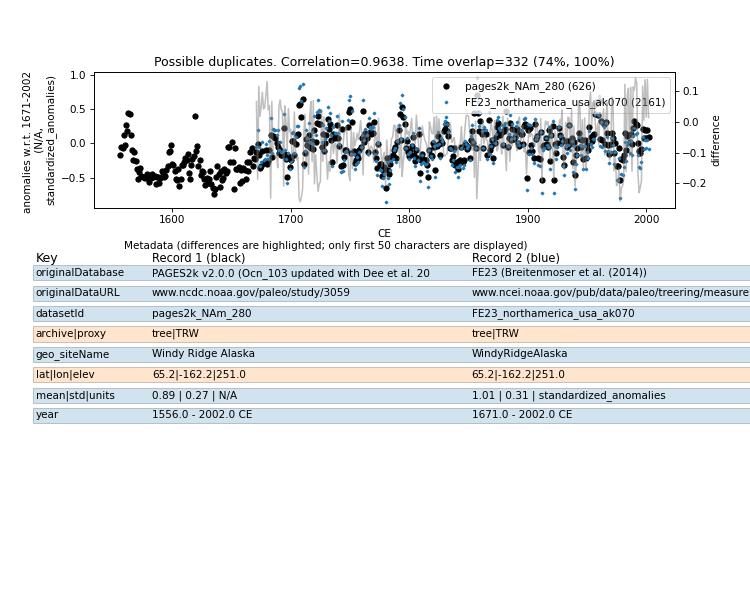 Possible duplicates. Correlation=0.9638. Time overlap=332 (74%, 100%)
anomalies w.r.t. 1671-2002
(N/A,
standardized_anomalies)
1.0
0.5
0.0
−0.5
pages2k_NAm_280 (626)
FE23_northamerica_usa_ak070 (2161)
0.1
0.0
−0.1
−0.2
difference
1600
1700
1800
1900
2000
CE
Metadata (differences are highlighted; only first 50 characters are displayed)
Key Record 1 (black) Record 2 (blue)
originalDatabase PAGES2k v2.0.0 (Ocn_103 updated with Dee et al. 20 FE23 (Breitenmoser et al. (2014))
originalDataURL www.ncdc.noaa.gov/paleo/study/3059 www.ncei.noaa.gov/pub/data/paleo/treering/measure
datasetId pages2k_NAm_280 FE23_northamerica_usa_ak070
archive|proxy tree|TRW tree|TRW
geo_siteName Windy Ridge Alaska WindyRidgeAlaska
lat|lon|elev 65.2|-162.2|251.0 65.2|-162.2|251.0
mean|std|units 0.89 | 0.27 | N/A 1.01 | 0.31 | standardized_anomalies
year 1556.0 - 2002.0 CE 1671.0 - 2002.0 CE